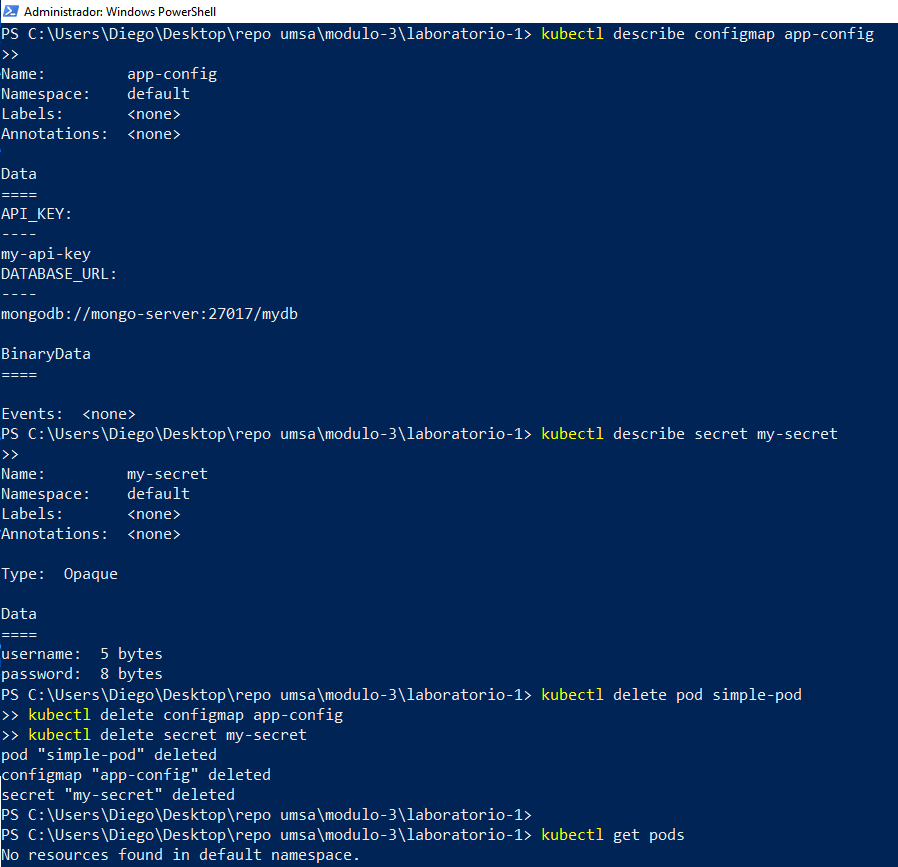 Administrador: Windows PowerShell
PS C:\Users\Diego\Desktop\repo umsa\modulo-3\laboratorio-1> kubectl describe configmap app-config
>>
Name:         app-config
Namespace:    default
Labels:       <none>
Annotations:  <none>

Data
====
API_KEY:
----
my-api-key
DATABASE_URL:
----
mongodb://mongo-server:27017/mydb

BinaryData
====

Events:  <none>
PS C:\Users\Diego\Desktop\repo umsa\modulo-3\laboratorio-1> kubectl describe secret my-secret
>>
Name:         my-secret
Namespace:    default
Labels:       <none>
Annotations:  <none>

Type:  Opaque

Data
====
username:  5 bytes
password:  8 bytes
PS C:\Users\Diego\Desktop\repo umsa\modulo-3\laboratorio-1> kubectl delete pod simple-pod
>> kubectl delete configmap app-config
>> kubectl delete secret my-secret
pod "simple-pod" deleted
configmap "app-config" deleted
secret "my-secret" deleted
PS C:\Users\Diego\Desktop\repo umsa\modulo-3\laboratorio-1>
PS C:\Users\Diego\Desktop\repo umsa\modulo-3\laboratorio-1> kubectl get pods
No resources found in default namespace.